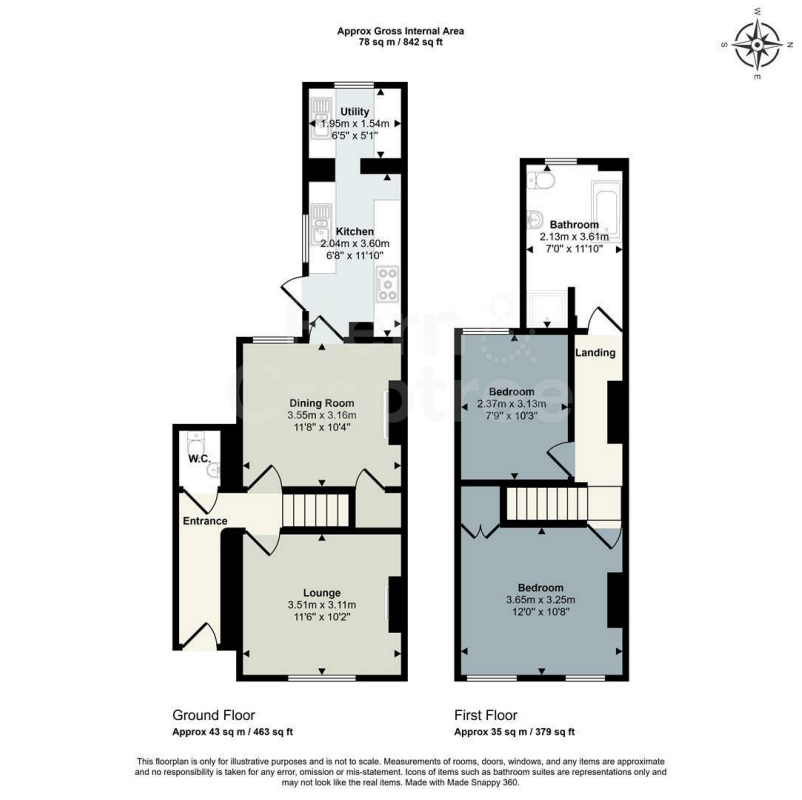 Approx Gross Internal Area
78 sq m / 842 sq ft
W
S
N
E
Utility
1.95m x 1.54m
6'5" x 5'1"
Kitchen
2.04m x 3.60m
6'8" x 11'10"
Bathroom
2.13m x 3.61m
7'0" x 11'10"
Landing
Dining Room
3.55m x 3.16m
11'8" x 10'4"
Bedroom
2.37m x 3.13m
7'9" x 10'3"
W.C.
Entrance
Lounge
3.51m x 3.11m
11'6" x 10'2"
Bedroom
3.65m x 3.25m
12'0" x 10'8"
Fern &
Crabtree
Ground Floor
Approx 43 sq m / 463 sq ft
First Floor
Approx 35 sq m / 379 sq ft
This floorplan is only for illustrative purposes and is not to scale. Measurements of rooms, doors, windows, and any items are approximate
and no responsibility is taken for any error, omission or mis-statement. Icons of items such as bathroom suites are representations only and
may not look like the real items. Made with Made Snappy 360.